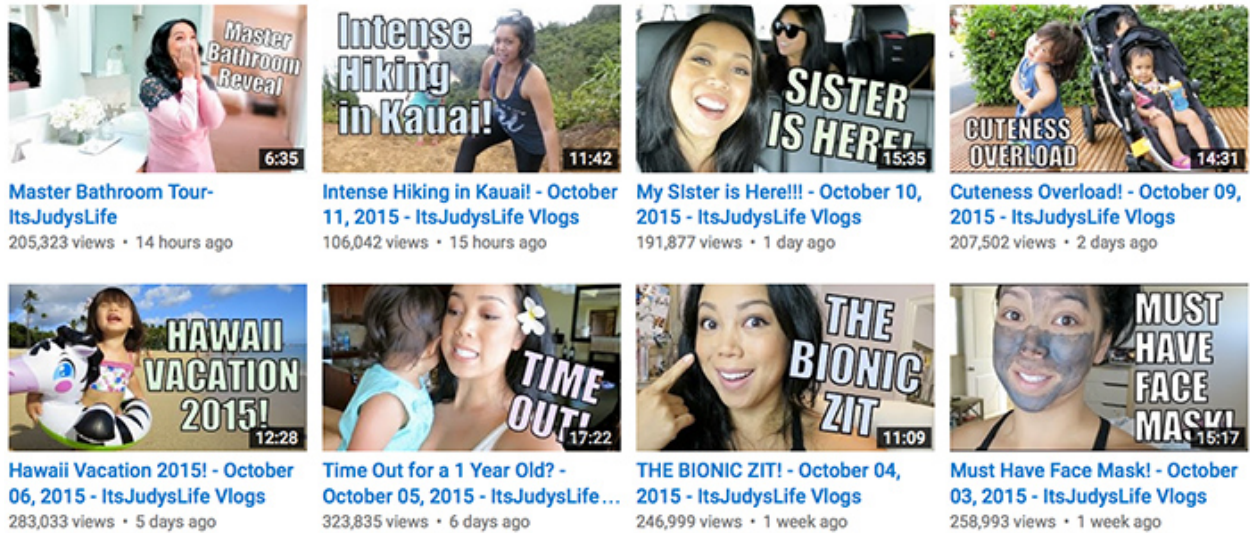 Master
Bathroom
Reveal
6:35
Intense
Hiking
in Kauai!
11:42
SISTER
IS HERE!
15:35
CUTENESS
OVERLOAD
14:31
Master Bathroom Tour-
ItsJudysLife
205,323 views • 14 hours ago
Intense Hiking in Kauai! - October
11, 2015 - ItsJudysLife Vlogs
106,042 views • 15 hours ago
My SIster is Here!!! - October 10,
2015 - ItsJudysLife Vlogs
191,877 views • 1 day ago
Cuteness Overload! - October 09,
2015 - ItsJudysLife Vlogs
207,502 views • 2 days ago
HAWAII
VACATION
2015!
12:28
TIME
OUT!
17:22
THE
BIONIC
ZIT
11:09
MUST
HAVE
FACE
MASK!
15:17
Hawaii Vacation 2015! - October
06, 2015 - ItsJudysLife Vlogs
283,033 views • 5 days ago
Time Out for a 1 Year Old? -
October 05, 2015 - ItsJudysLife...
323,835 views • 6 days ago
THE BIONIC ZIT! - October 04,
2015 - ItsJudysLife Vlogs
246,999 views • 1 week ago
Must Have Face Mask! - October
03, 2015 - ItsJudysLife Vlogs
258,993 views • 1 week ago